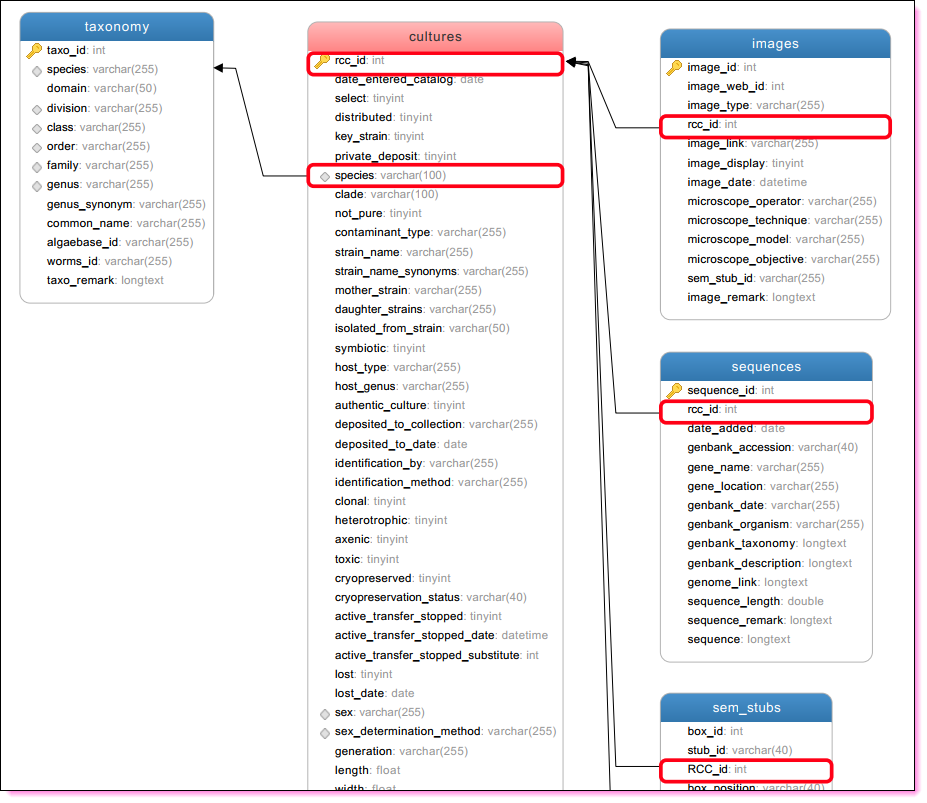 taxonomy
taxo_id: int
species: varchar(255)
domain: varchar(50)
division: varchar(255)
class: varchar(255)
order: varchar(255)
family: varchar(255)
genus: varchar(255)
genus_synonym: varchar(255)
common_name: varchar(255)
algaebase_id: varchar(255)
worms_id: varchar(255)
taxo_remark: longtext
cultures
rcc_id: int
date_entered_catalog: date
select: tinyint
distributed: tinyint
key_strain: tinyint
private_deposit: tinyint
species: varchar(100)
clade: varchar(100)
not_pure: tinyint
contaminant_type: varchar(255)
strain_name: varchar(255)
strain_name_synonyms: varchar(255)
mother_strain: varchar(255)
daughter_strains: varchar(255)
isolated_from_strain: varchar(50)
symbiotic: tinyint
host_type: varchar(255)
host_genus: varchar(255)
authentic_culture: tinyint
deposited_to_collection: varchar(255)
deposited_to_date: date
identification_by: varchar(255)
identification_method: varchar(255)
clonal: tinyint
heterotrophic: tinyint
axenic: tinyint
toxic: tinyint
cryopreserved: tinyint
cryopreservation_status: varchar(40)
active_transfer_stopped: tinyint
active_transfer_stopped_date: datetime
active_transfer_stopped_substitute: int
lost: tinyint
lost_date: date
sex: varchar(255)
sex_determination_method: varchar(255)
generation: varchar(255)
length: float
width: float
images
image_id: int
image_web_id: int
image_type: varchar(255)
rcc_id: int
image_link: varchar(255)
image_display: tinyint
image_date: datetime
microscope_operator: varchar(255)
microscope_technique: varchar(255)
microscope_model: varchar(255)
microscope_objective: varchar(255)
sem_stub_id: varchar(255)
image_remark: longtext
sequences
sequence_id: int
rcc_id: int
date_added: date
genbank_accession: varchar(40)
gene_name: varchar(255)
gene_location: varchar(255)
genbank_date: varchar(255)
genbank_organism: varchar(255)
genbank_taxonomy: longtext
genbank_description: longtext
genome_link: longtext
sequence_length: double
sequence_remark: longtext
sequence: longtext
sem_stubs
box_id: int
stub_id: varchar(40)
RCC_id: int
box_position: varchar(40)